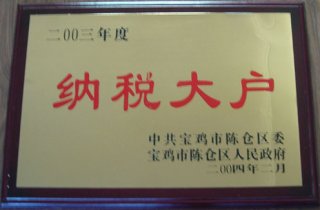 二00三年度
纳税大户
中共宝鸡市陈仓区委
宝鸡市陈仓区人民政府
二00四年二月